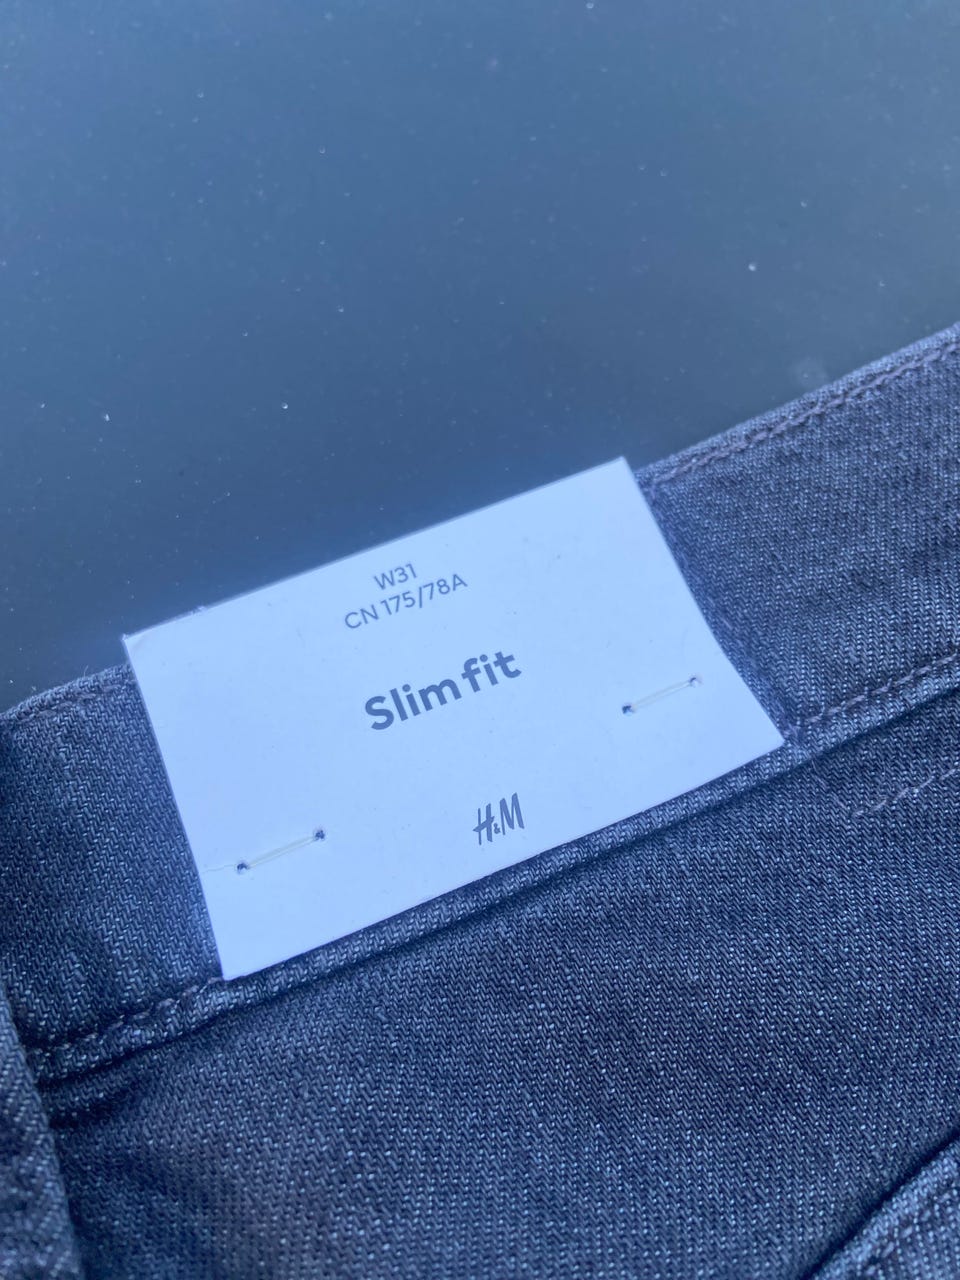 W31
CN 175/78A
Slim fit
H&M